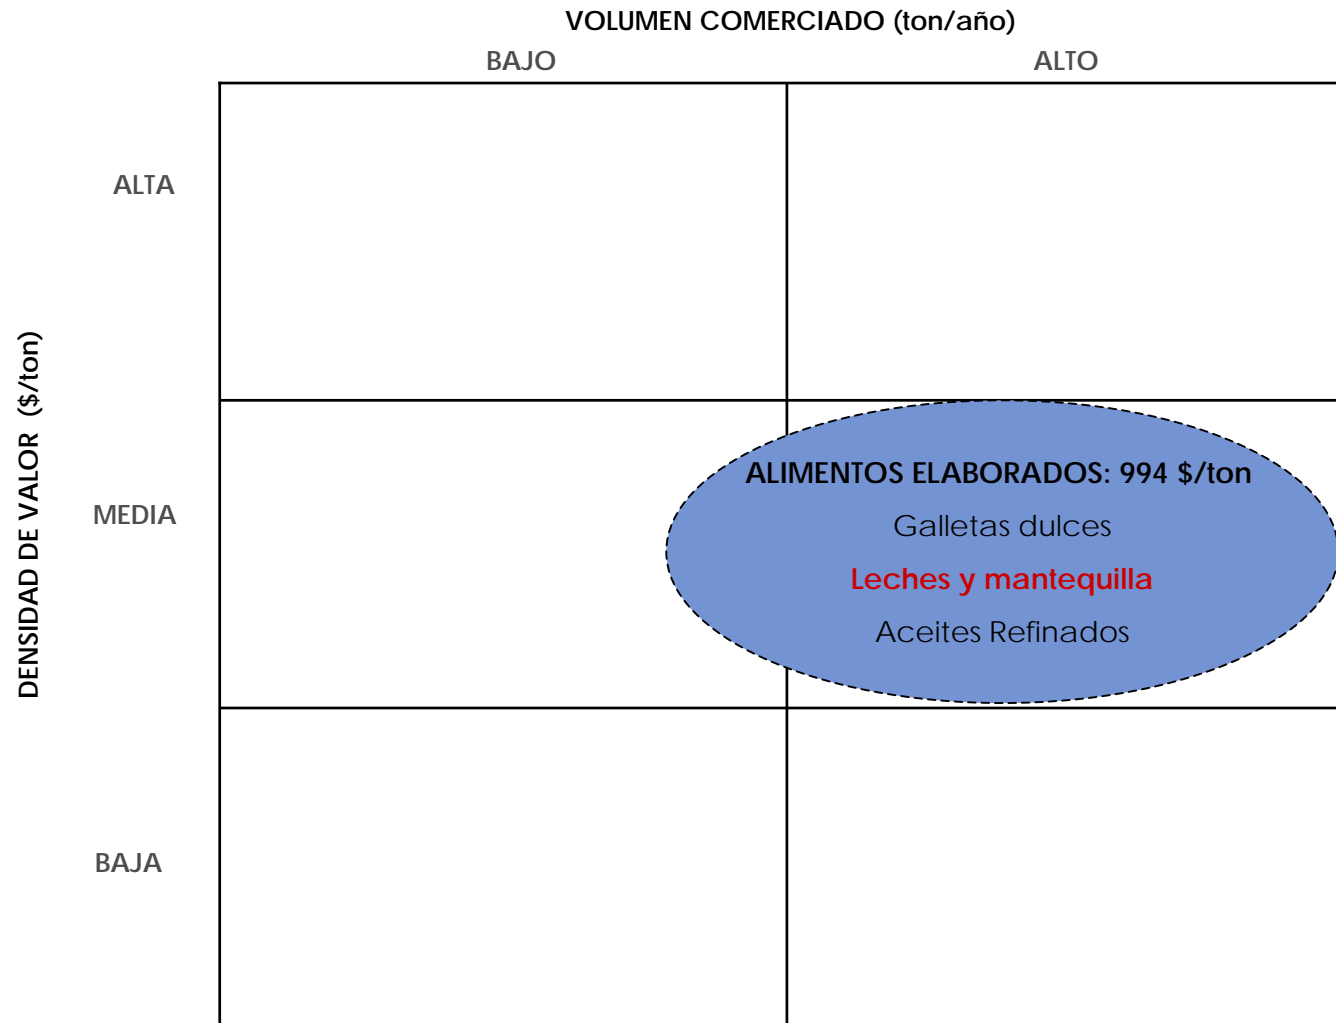 VOLUMEN COMERCIADO (ton/año)
BAJO
ALTO
ALTA
DENSIDAD DE VALOR ($/ton)
MEDIA
ALIMENTOS ELABORADOS: 994 $/ton
Galletas dulces
Leches y mantequilla
Aceites Refinados
BAJA